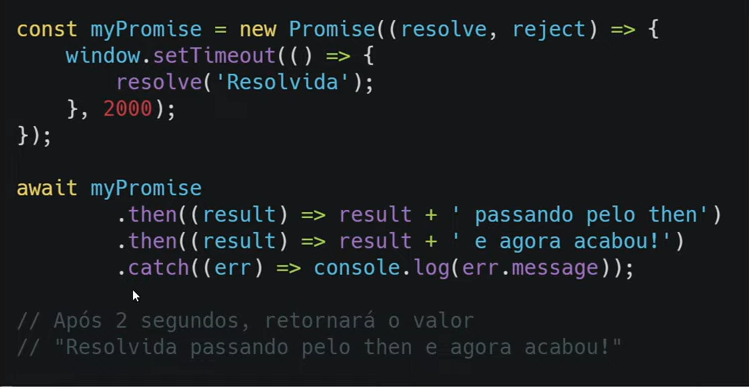 const myPromise = new Promise((resolve, reject) => {
    window.setTimeout(() => {
        resolve('Resolvida');
    }, 2000);
});

await myPromise
        .then((result) => result + ' passando pelo then')
        .then((result) => result + ' e agora acabou!')
        .catch((err) => console.log(err.message));

// Após 2 segundos, retornará o valor
// "Resolvida passando pelo then e agora acabou!"